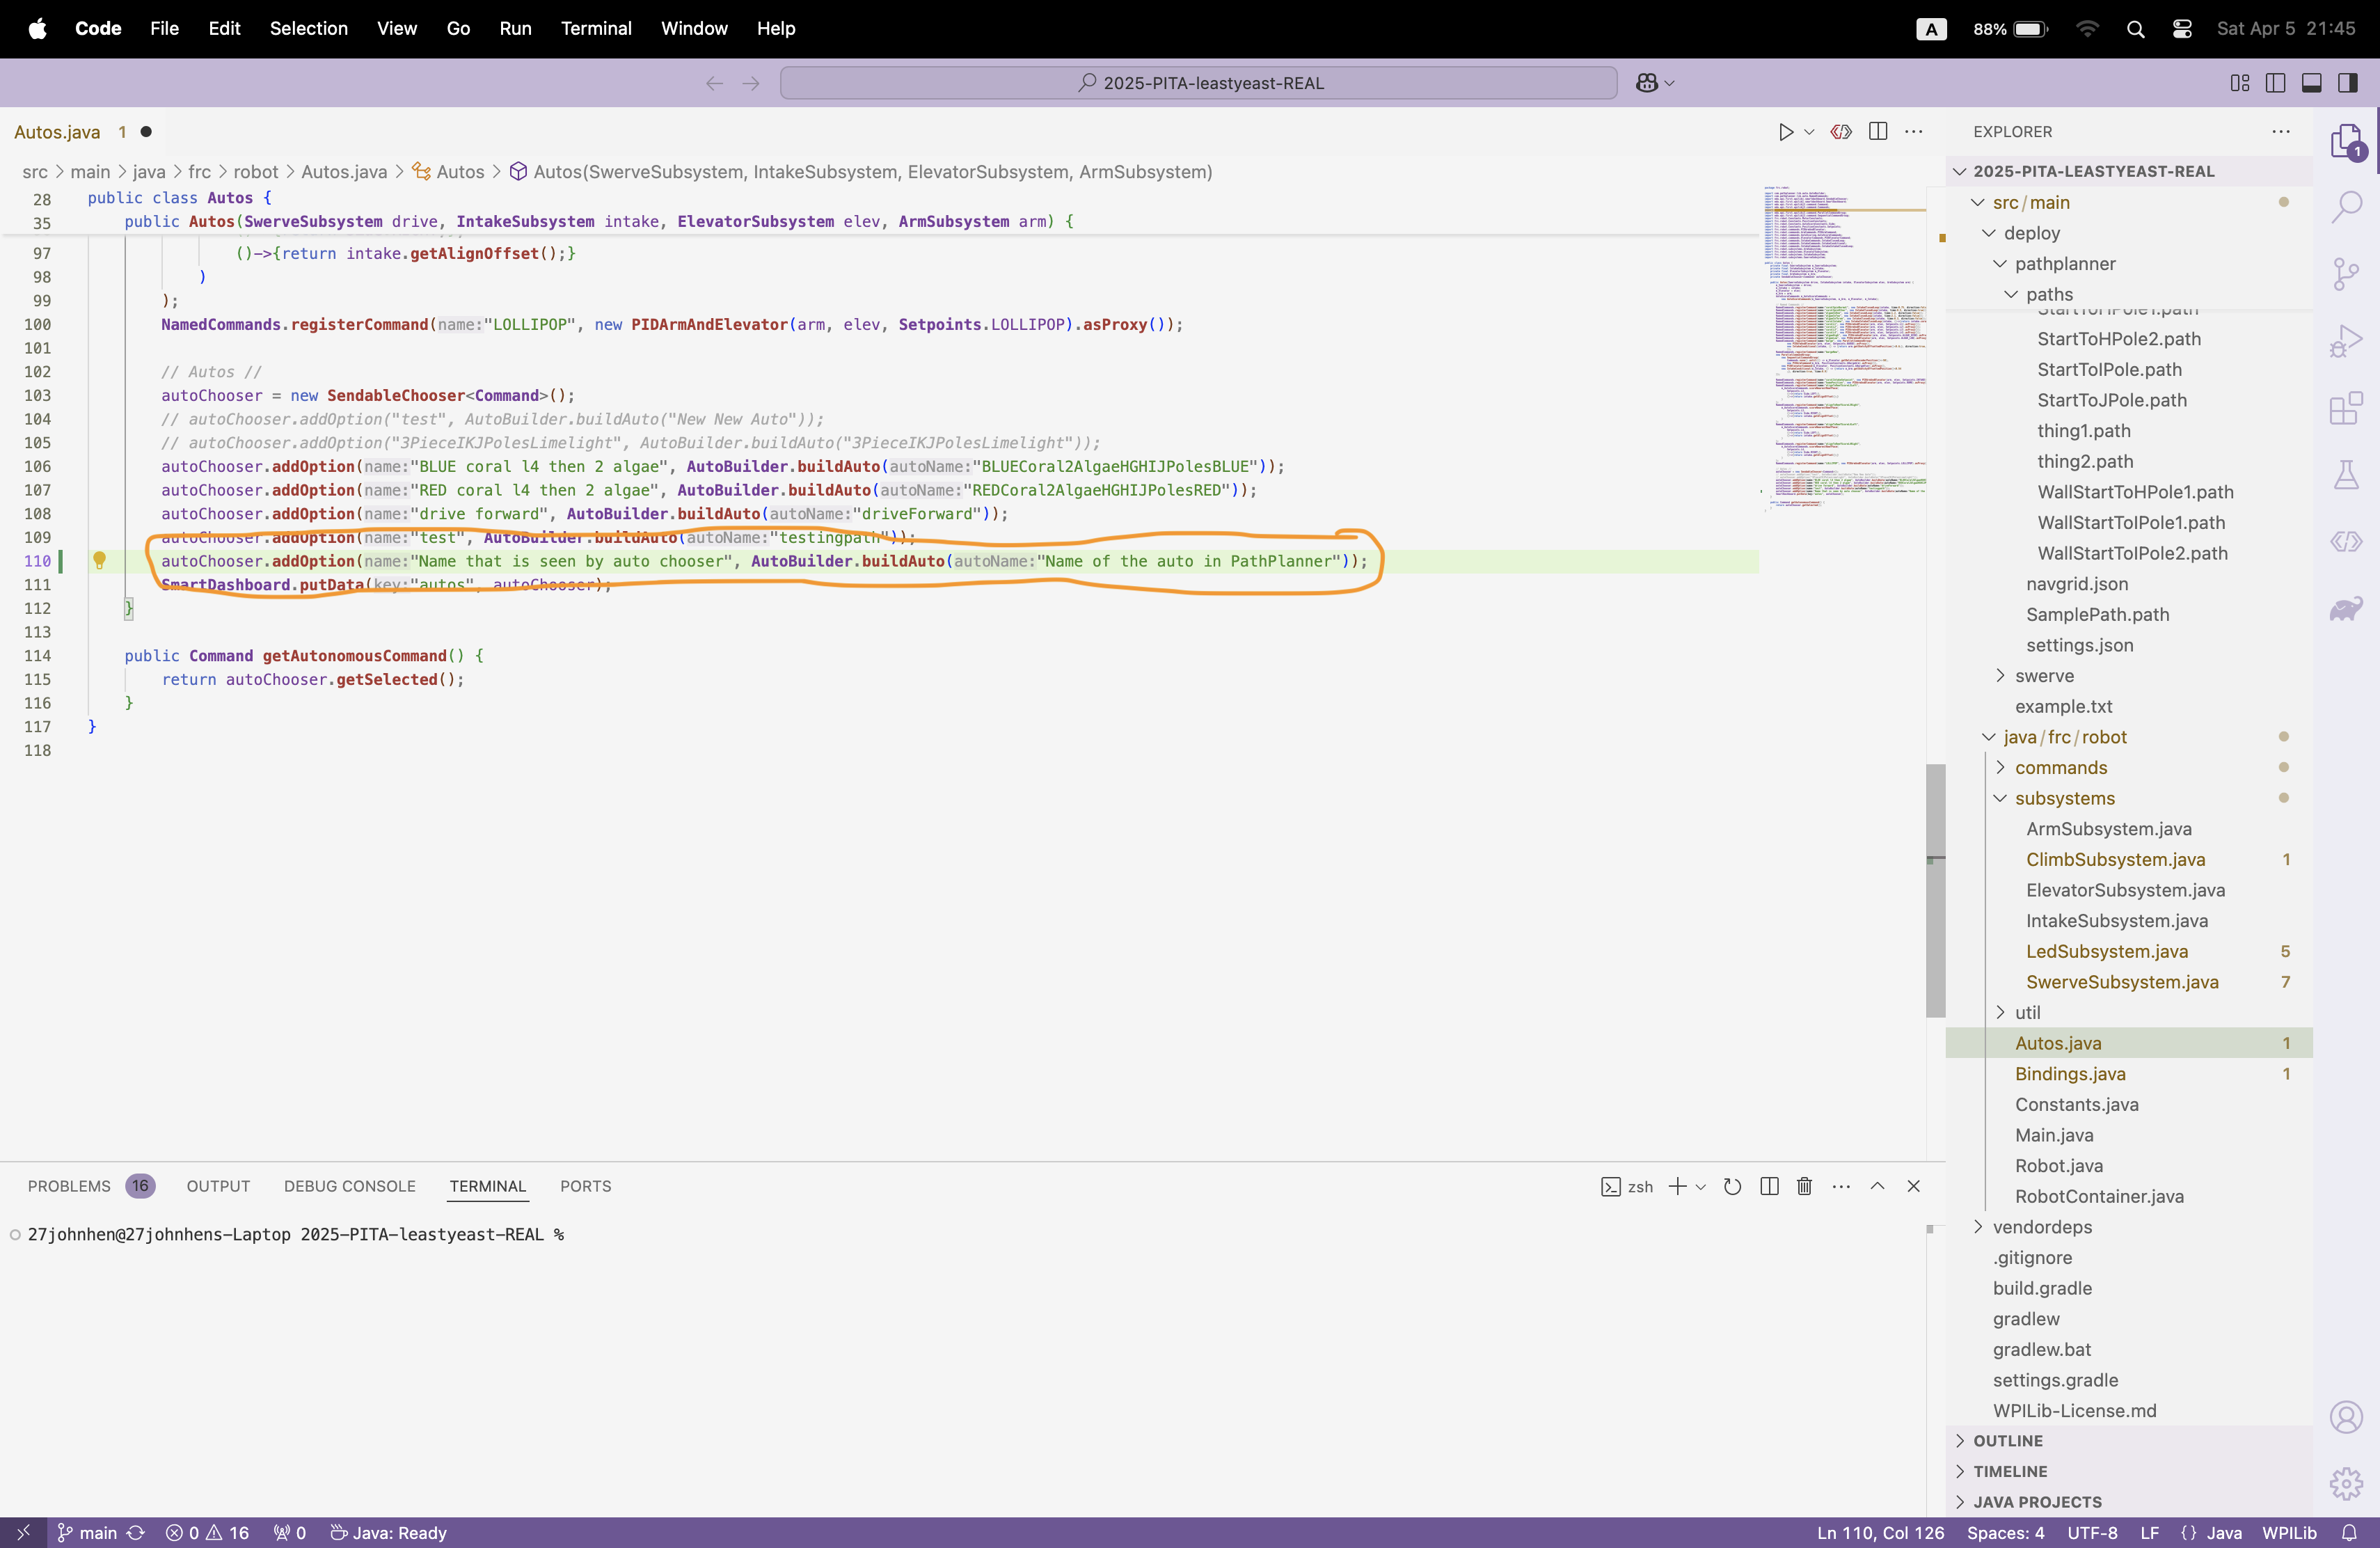 Code File Edit Selection View Go Run Terminal Window Help A 88% Sat Apr 5 21:45
2025-PITA-leastyeast-REAL
Autos.java 1
src > main > java > frc > robot > Autos.java > Autos > Autos(SwerveSubsystem, IntakeSubsystem, ElevatorSubsystem, ArmSubsystem)
28 public class Autos {
35 public Autos(SwerveSubsystem drive, IntakeSubsystem intake, ElevatorSubsystem elev, ArmSubsystem arm) {
97 ()->{return intake.getAlignOffset();}
98 )
99 );
100 NamedCommands.registerCommand(name:"LOLLIPOP", new PIDArmAndElevator(arm, elev, Setpoints.LOLLIPOP).asProxy());
101
102 // Autos //
103 autoChooser = new SendableChooser<Command>();
104 // autoChooser.addOption("test", AutoBuilder.buildAuto("New New Auto"));
105 // autoChooser.addOption("3PieceIKJPolesLimelight", AutoBuilder.buildAuto("3PieceIKJPolesLimelight"));
106 autoChooser.addOption(name:"BLUE coral l4 then 2 algae", AutoBuilder.buildAuto(autoName:"BLUECoral2AlgaeHGHIJPolesBLUE"));
107 autoChooser.addOption(name:"RED coral l4 then 2 algae", AutoBuilder.buildAuto(autoName:"REDCoral2AlgaeHGHIJPolesRED"));
108 autoChooser.addOption(name:"drive forward", AutoBuilder.buildAuto(autoName:"driveForward"));
109 autoChooser.addOption(name:"test", AutoBuilder.buildAuto(autoName:"testingpath"));
110 autoChooser.addOption(name:"Name that is seen by auto chooser", AutoBuilder.buildAuto(autoName:"Name of the auto in PathPlanner"));
111 SmartDashboard.putData(key:"autos", autoChooser);
112 }
113
114 public Command getAutonomousCommand() {
115 return autoChooser.getSelected();
116 }
117 }
118
EXPLORER
1
2025-PITA-LEASTYEAST-REAL
src/main
deploy
pathplanner
paths
StartToHPole2.path
StartToIPole.path
StartToJPole.path
thing1.path
thing2.path
WallStartToHPole1.path
WallStartToIPole1.path
WallStartToIPole2.path
navgrid.json
SamplePath.path
settings.json
swerve
example.txt
java/frc/robot
commands
subsystems
ArmSubsystem.java
ClimbSubsystem.java 1
ElevatorSubsystem.java
IntakeSubsystem.java
LedSubsystem.java 5
SwerveSubsystem.java 7
util
Autos.java 1
Bindings.java 1
Constants.java
Main.java
Robot.java
RobotContainer.java
vendordeps
.gitignore
build.gradle
gradlew
gradlew.bat
settings.gradle
WPILib-License.md
OUTLINE
TIMELINE
JAVA PROJECTS
PROBLEMS 16 OUTPUT DEBUG CONSOLE TERMINAL PORTS zsh
27johnhen@27johnhens-Laptop 2025-PITA-leastyeast-REAL %
main 0 16 0 Java: Ready Ln 110, Col 126 Spaces: 4 UTF-8 LF {} Java WPILib